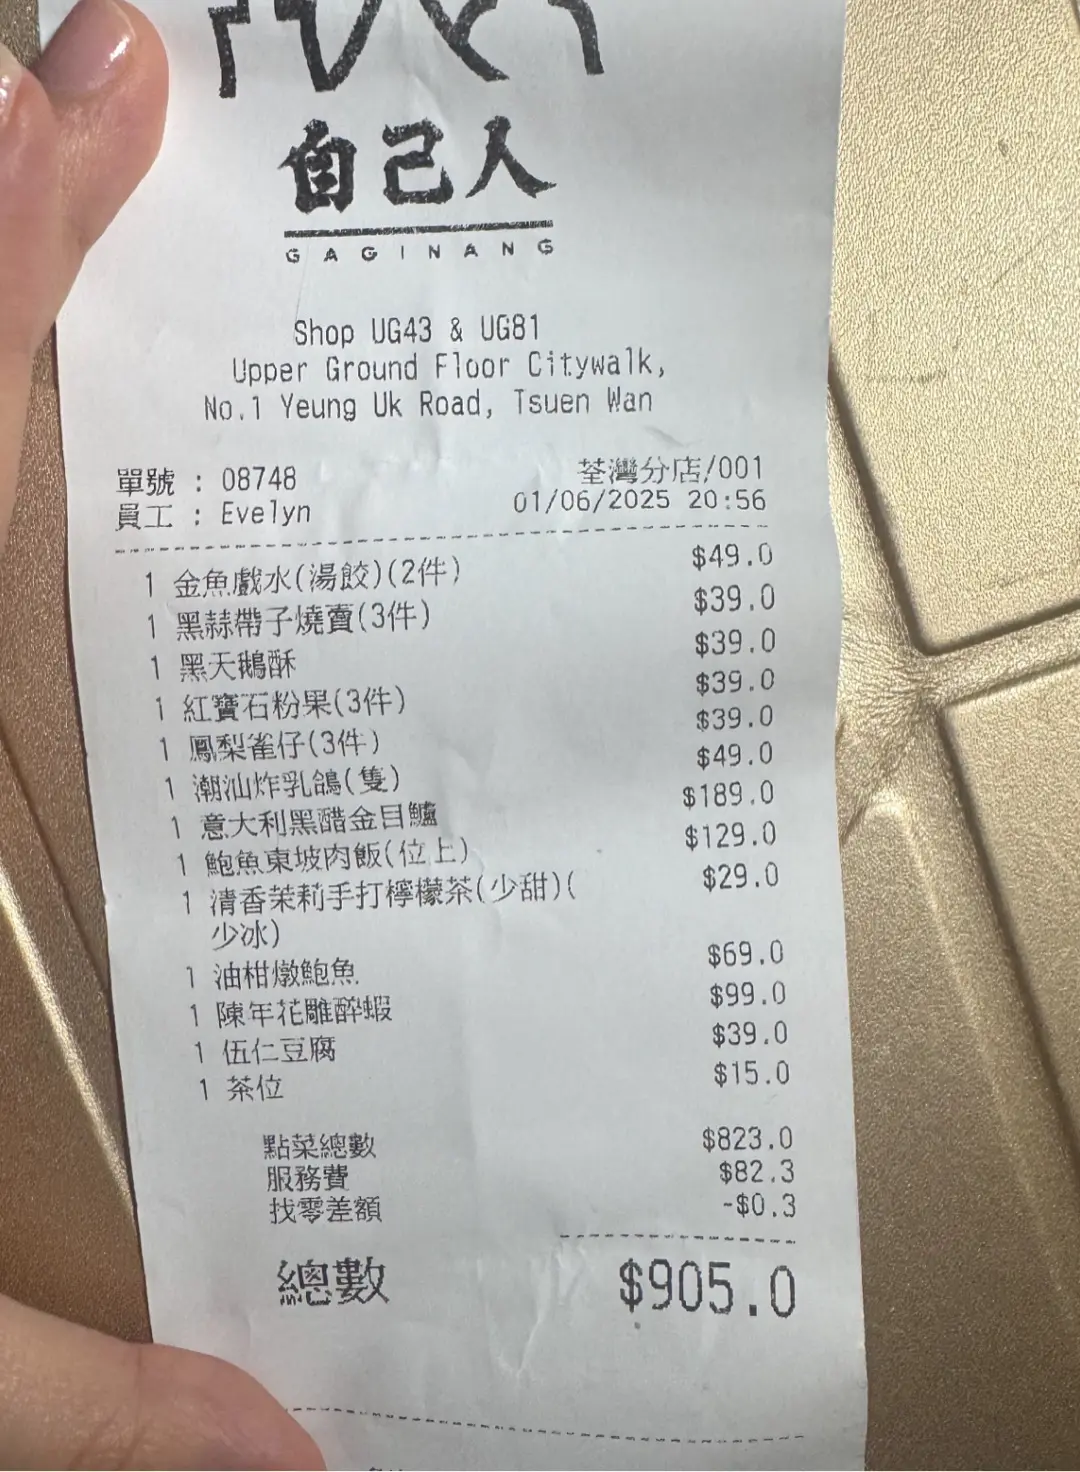 自己人
GAGINANG
Shop UG43 & UG81
Upper Ground Floor Citywalk,
No.1 Yeung Uk Road, Tsuen Wan
單號 : 08748 荃灣分店/001
員工 : Evelyn 01/06/2025 20:56
1 金魚戲水(湯餃)(2件) $49.0
1 黑蒜帶子燒賣(3件) $39.0
1 黑天鵝酥 $39.0
1 紅寶石粉果(3件) $39.0
1 鳳梨雀仔(3件) $39.0
1 潮汕炸乳鴿(隻) $49.0
1 意大利黑醋金目鱸 $189.0
1 鮑魚東坡肉飯(位上) $129.0
1 清香茉莉手打檸檬茶(少甜)( $29.0
少冰)
1 油柑燉鮑魚 $69.0
1 陳年花雕醉蝦 $99.0
1 伍仁豆腐 $39.0
1 茶位 $15.0
點菜總數 $823.0
服務費 $82.3
找零差額 -$0.3
總數 $905.0